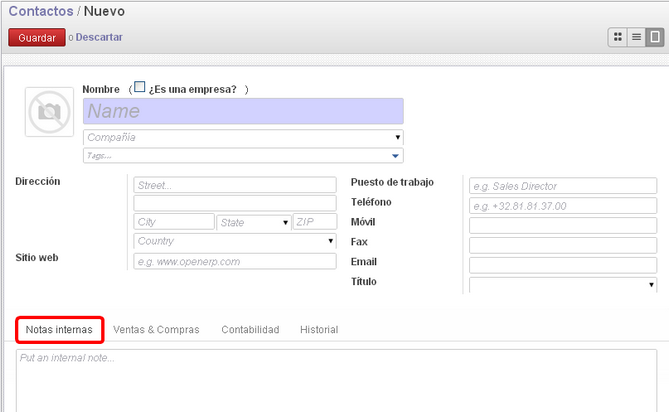 Contactos / Nuevo
Guardar o Descartar
Nombre ( ¿Es una empresa? )
Name
Compañia
Tags...
Dirección
Street...
City State ZIP
Country
Sitio web e.g. www.openerp.com
Puesto de trabajo e.g. Sales Director
Teléfono e.g. +32.81.81.37.00
Móvil
Fax
Email
Título
Notas internas Ventas & Compras Contabilidad Historial
Put an internal note...